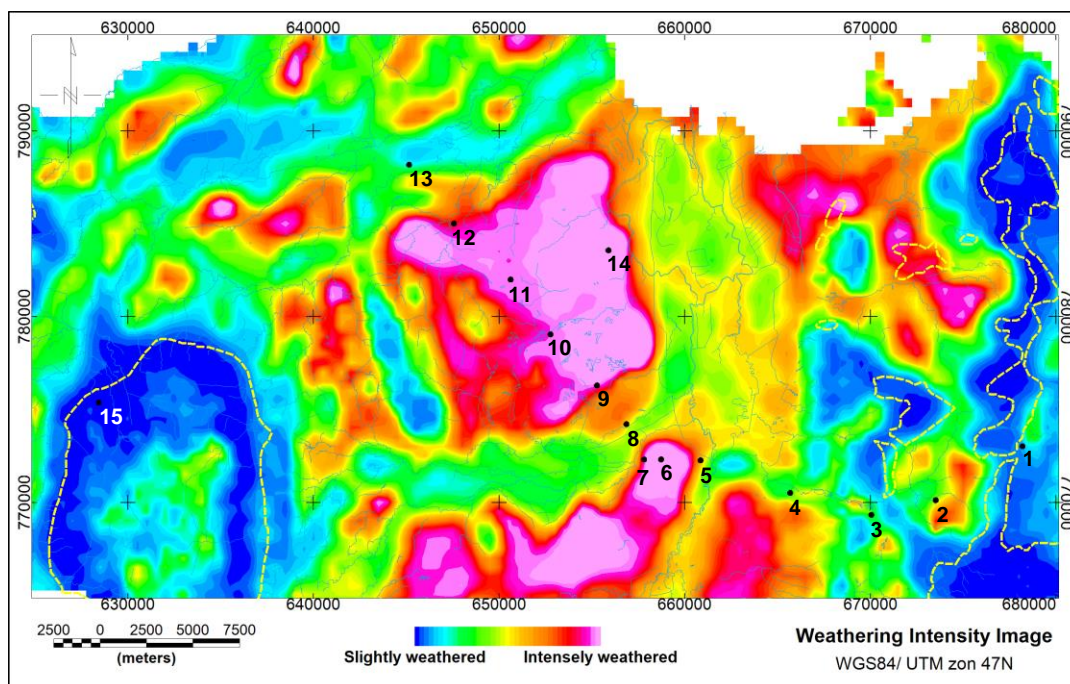 630000 640000 650000 660000 670000 680000
N
790000 790000
13
12
14
11
780000 780000
10
9
15
8
1
7 6 5
4
2
770000 770000
3
630000 640000 650000 660000 670000 680000
2500 0 2500 5000 7500
(meters)
Slightly weathered Intensely weathered
Weathering Intensity Image
WGS84/ UTM zon 47N